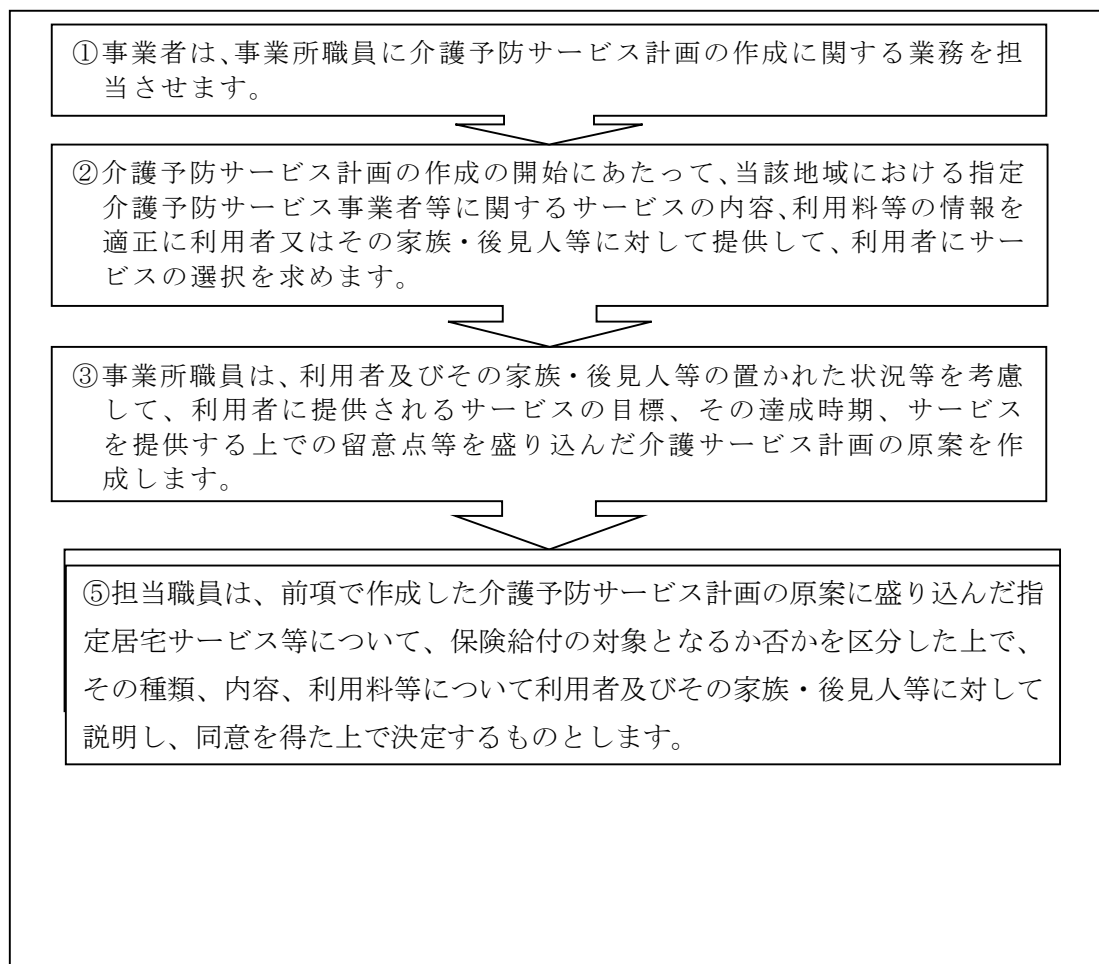 ①事業者は、事業所職員に介護予防サービス計画の作成に関する業務を担
当させます。
②介護予防サービス計画の作成の開始にあたって、当該地域における指定
介護予防サービス事業者等に関するサービスの内容、利用料等の情報を
適正に利用者又はその家族・後見人等に対して提供して、利用者にサー
ビスの選択を求めます。
③事業所職員は、利用者及びその家族・後見人等の置かれた状況等を考慮
して、利用者に提供されるサービスの目標、その達成時期、サービス
を提供する上での留意点等を盛り込んだ介護サービス計画の原案を作
成します。
⑤担当職員は、前項で作成した介護予防サービス計画の原案に盛り込んだ指
定居宅サービス等について、保険給付の対象となるか否かを区分した上で、
その種類、内容、利用料等について利用者及びその家族・後見人等に対して
説明し、同意を得た上で決定するものとします。